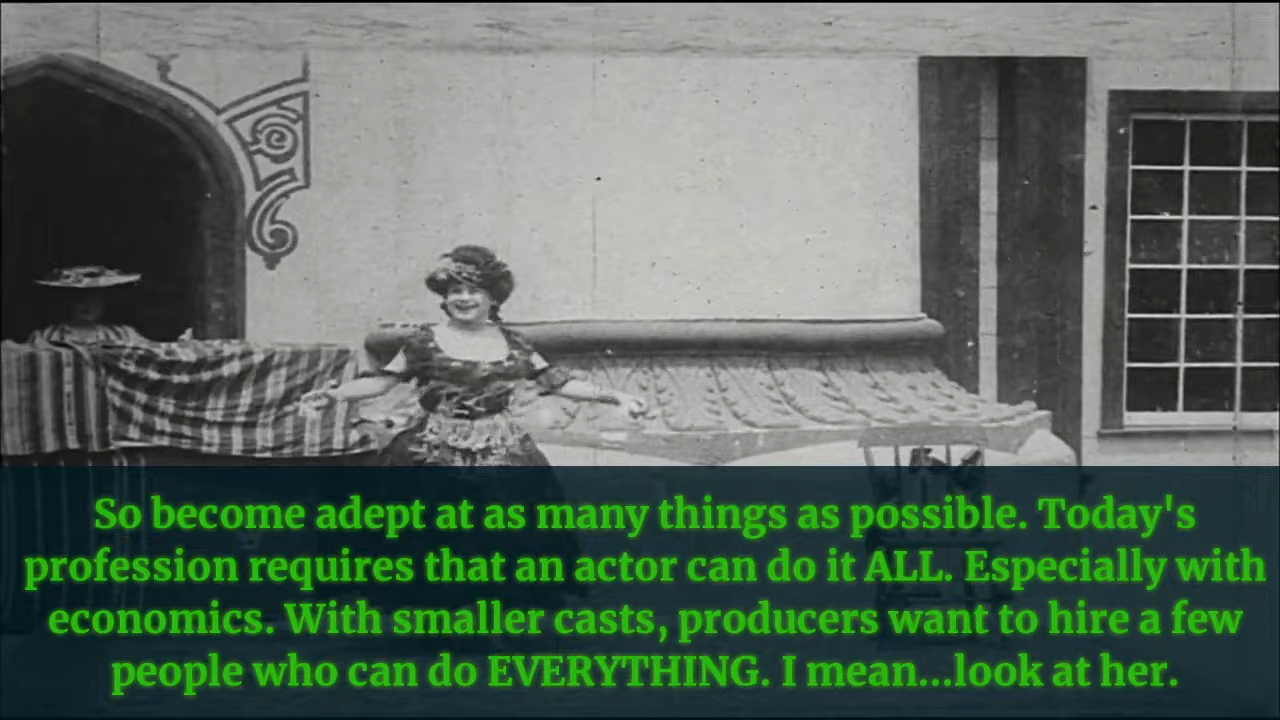 So become adept at as many things as possible. Today's
profession requires that an actor can do it ALL. Especially with
economics. With smaller casts, producers want to hire a few
people who can do EVERYTHING. I mean...look at her.